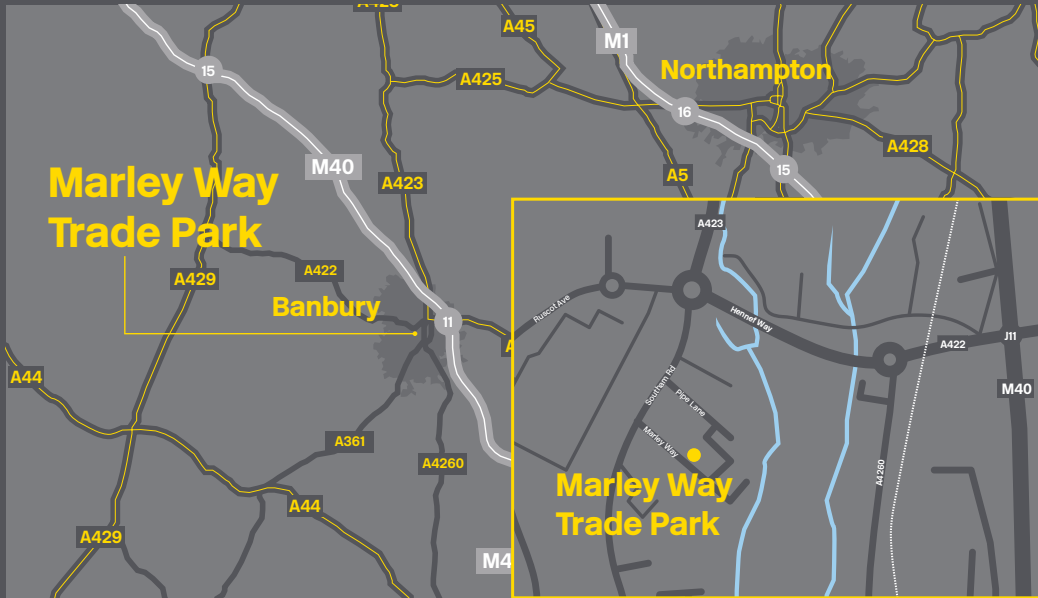 A423
A45
M1
Northampton
15
A425
16
M40
15
A428
Marley Way
Trade Park
A423
A5
A429
A422
Banbury
11
A44
A361
A4260
A44
A429
M4
A423
Ruscot Ave
Hennef Way
A422
J11
M40
Southam Rd
Pipe Lane
Marley Way
A4260
Marley Way
Trade Park